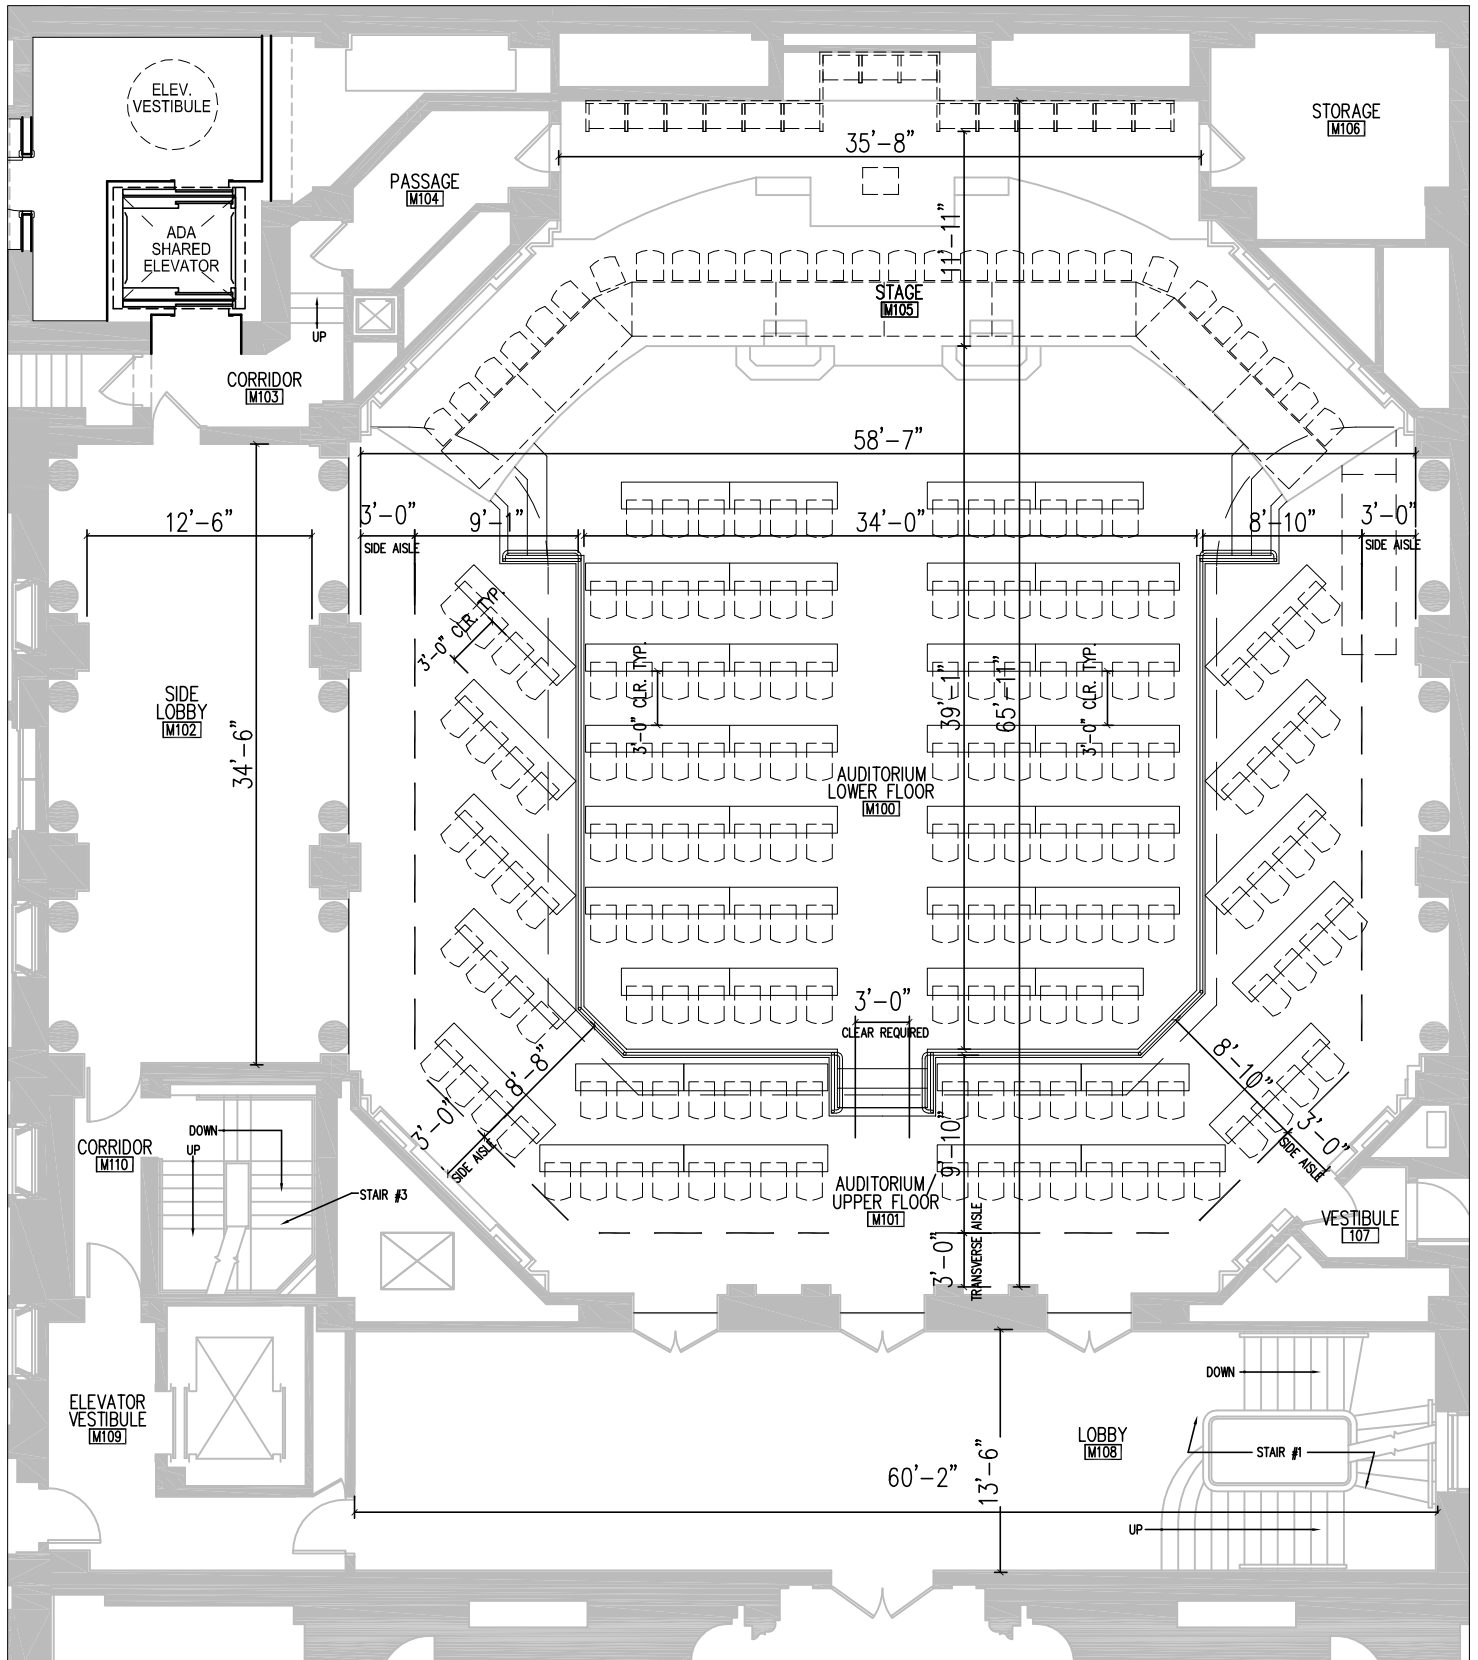 ELEV.
VESTIBULE
STORAGE
M106
35'-8"
PASSAGE
M104
ADA
SHARED
ELEVATOR
11'-11"
STAGE
M105
UP
CORRIDOR
M103
58'-7"
12'-6"
3'-0"
9'-1"
34'-0"
8'-10"
3'-0"
SIDE AISLE
SIDE AISLE
3'-0" CLR. TYP.
3'-0" CLR. TYP.
3'-0" CLR. TYP.
SIDE
LOBBY
M102
34'-6"
39'-1"
65'-11"
AUDITORIUM
LOWER FLOOR
M100
3'-0"
CLEAR REQUIRED
8'-8"
3'-0"
SIDE AISLE
8'-10"
3'-0"
SIDE AISLE
CORRIDOR
M110
DOWN
UP
STAIR #3
9'-10"
AUDITORIUM
UPPER FLOOR
M101
VESTIBULE
107
3'-0"
TRANSVERSE AISLE
DOWN
ELEVATOR
VESTIBULE
M109
LOBBY
M108
STAIR #1
60'-2"
13'-6"
UP